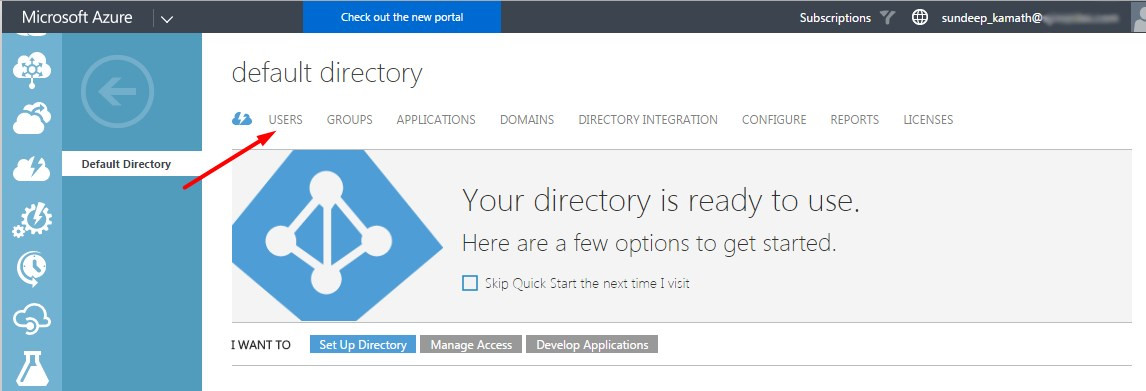 Microsoft Azure
Check out the new portal
Subscriptions
sundeep_kamath@
default directory
USERS GROUPS APPLICATIONS DOMAINS DIRECTORY INTEGRATION CONFIGURE REPORTS LICENSES
Default Directory
Your directory is ready to use.
Here are a few options to get started.
Skip Quick Start the next time I visit
I WANT TO Set Up Directory Manage Access Develop Applications